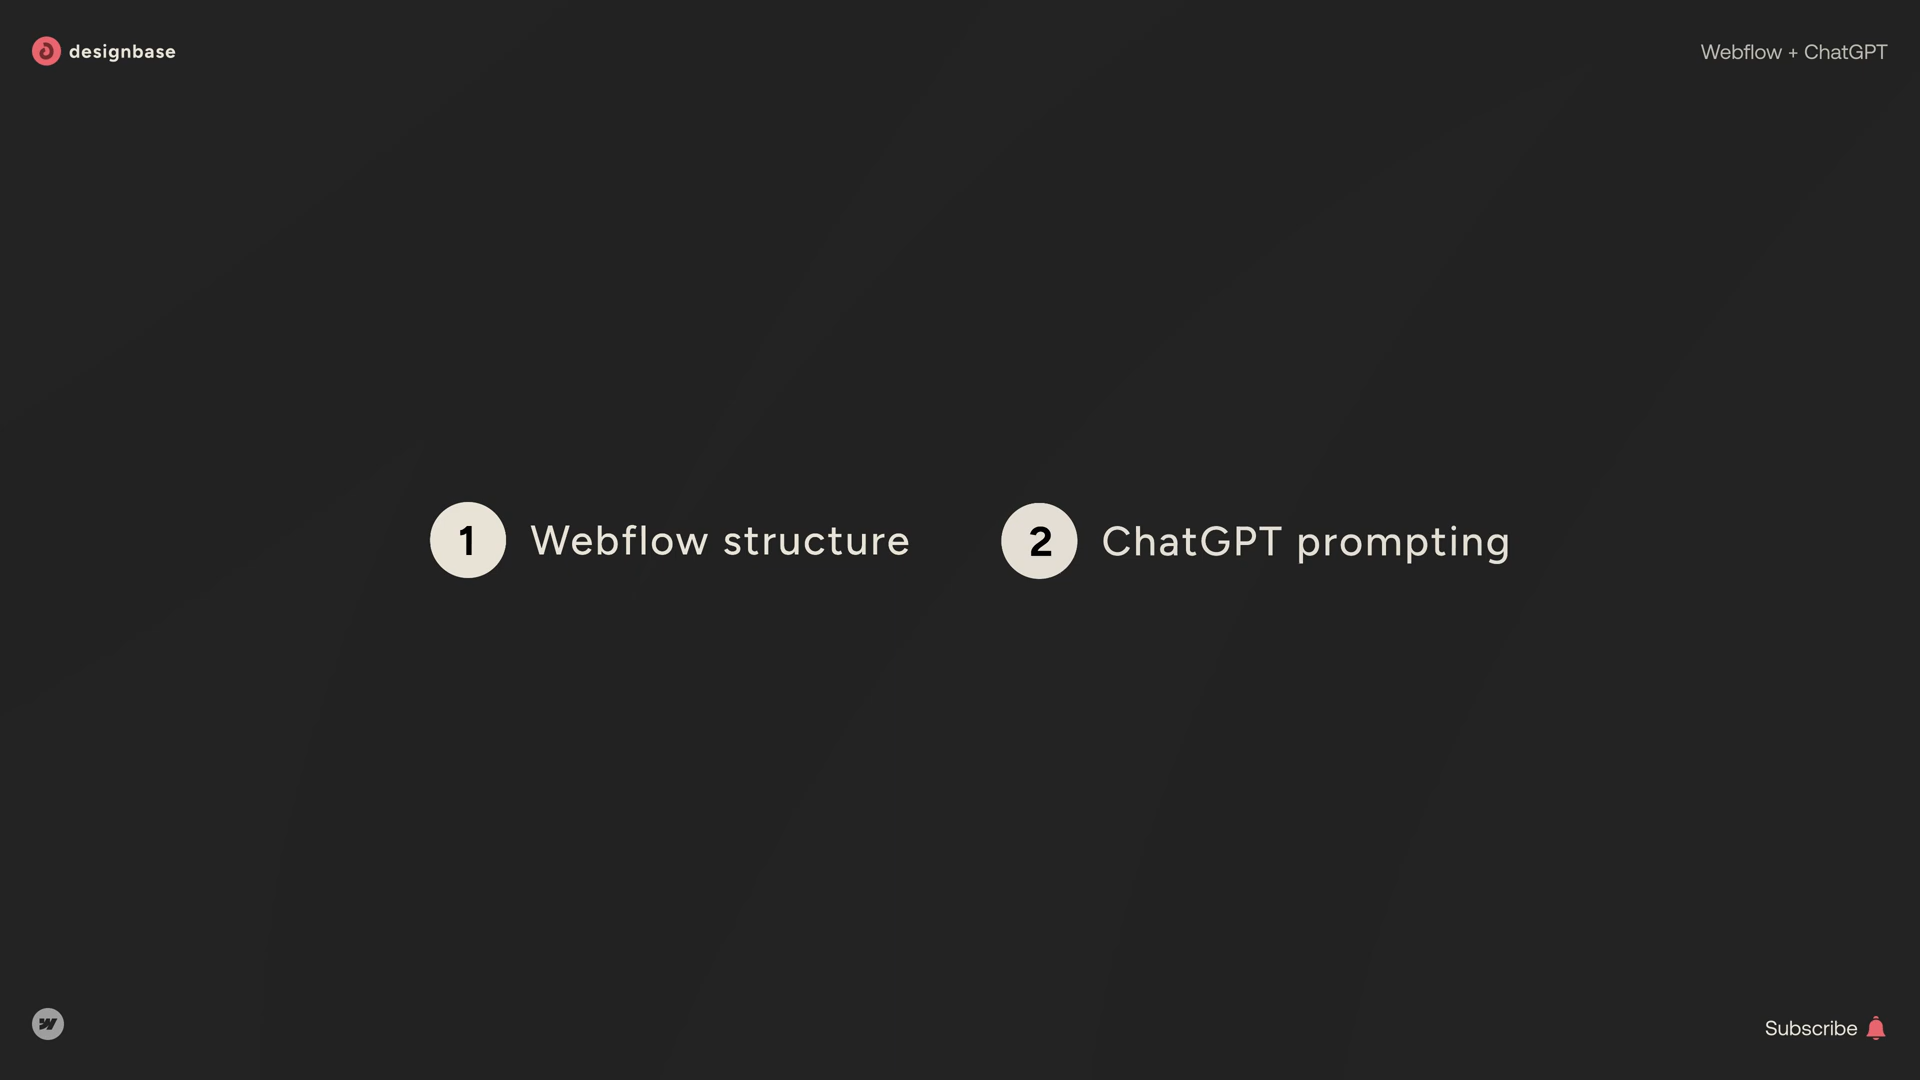 designbase
Webflow + ChatGPT
1 Webflow structure
2 ChatGPT prompting
Subscribe